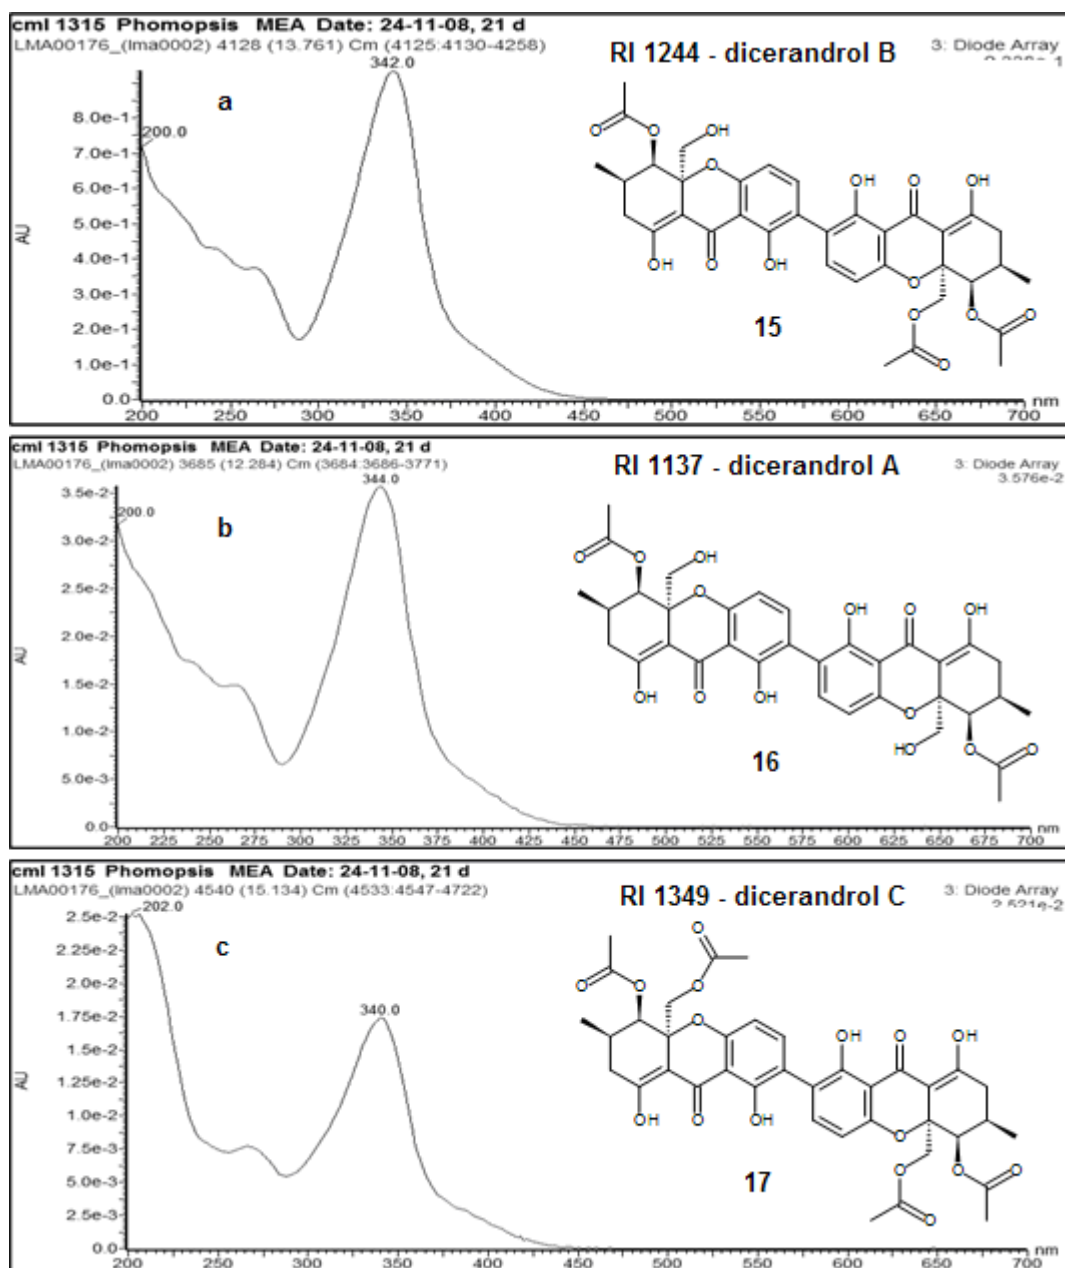 cml 1315 Phomopsis MEA Date: 24-11-08, 21 d
LMA00176_(lma0002) 4128 (13.761) Cm (4125:4130-4258)
3: Diode Array
RI 1244 - dicerandrol B
a
342.0
200.0
8.0e-1
7.0e-1
6.0e-1
5.0e-1
4.0e-1
3.0e-1
2.0e-1
1.0e-1
0.0
AU
200 250 300 350 400 450 500 550 600 650 700 nm
O O OH
O
OH O OH
OH O OH
O O O
O O
15
cml 1315 Phomopsis MEA Date: 24-11-08, 21 d
LMA00176_(lma0002) 3685 (12.284) Cm (3684:3686-3771)
3: Diode Array
3.576e-2
RI 1137 - dicerandrol A
b
344.0
200.0
3.5e-2
3.0e-2
2.5e-2
2.0e-2
1.5e-2
1.0e-2
5.0e-3
0.0
AU
200 225 250 275 300 325 350 375 400 425 450 475 500 525 550 575 600 625 650 675 700 nm
O O OH
O
OH O OH
OH O OH
O
HO O O
16
cml 1315 Phomopsis MEA Date: 24-11-08, 21 d
LMA00176_(lma0002) 4540 (15.134) Cm (4533:4547-4722)
3: Diode Array
2.521e-2
RI 1349 - dicerandrol C
c
202.0
340.0
2.5e-2
2.25e-2
2.0e-2
1.75e-2
1.5e-2
1.25e-2
1.0e-2
7.5e-3
5.0e-3
2.5e-3
0.0
AU
200 250 300 350 400 450 500 550 600 650 700 nm
O
O O O
O
OH O OH
OH O OH
O O O
O O
17